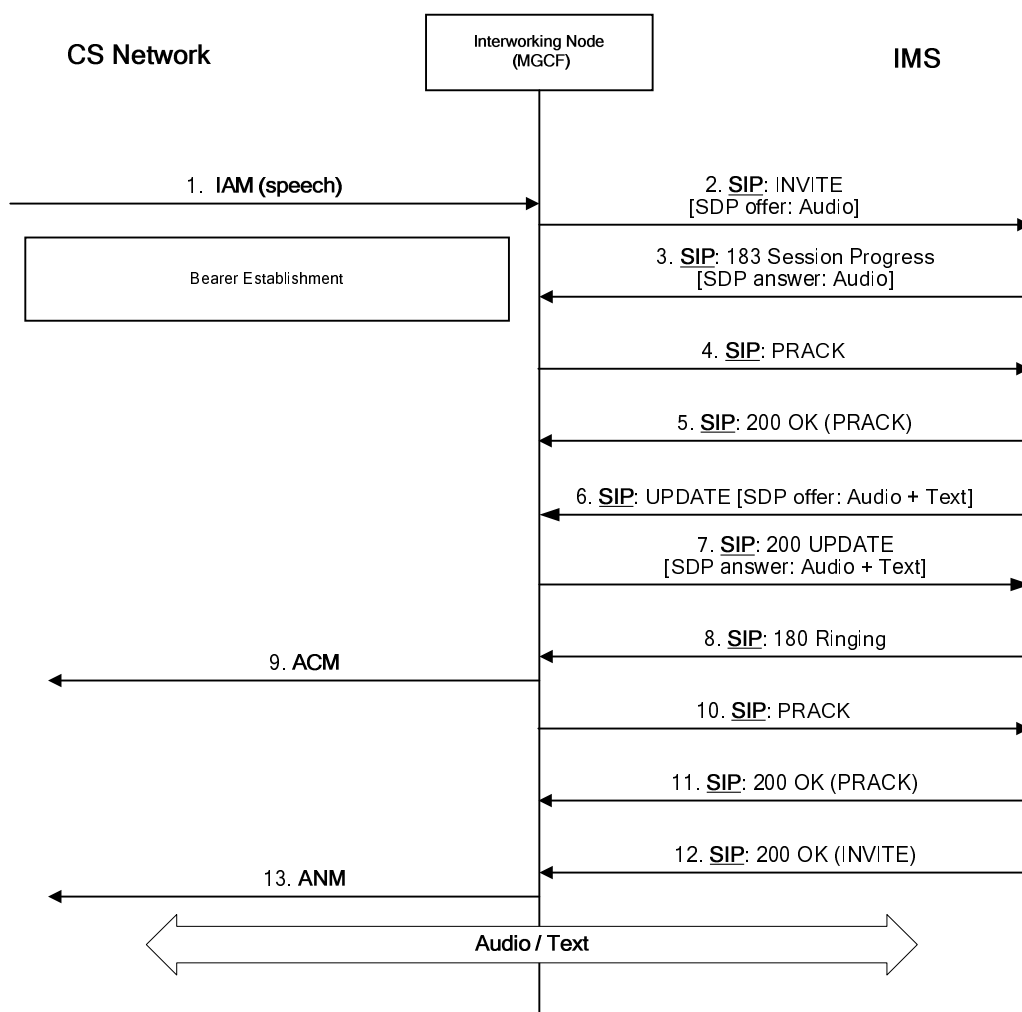 CS Network
Interworking Node
(MGCF)
IMS
1. IAM (speech)
2. SIP: INVITE
[SDP offer: Audio]
Bearer Establishment
3. SIP: 183 Session Progress
[SDP answer: Audio]
4. SIP: PRACK
5. SIP: 200 OK (PRACK)
6. SIP: UPDATE [SDP offer: Audio + Text]
7. SIP: 200 UPDATE
[SDP answer: Audio + Text]
8. SIP: 180 Ringing
9. ACM
10. SIP: PRACK
11. SIP: 200 OK (PRACK)
12. SIP: 200 OK (INVITE)
13. ANM
Audio / Text